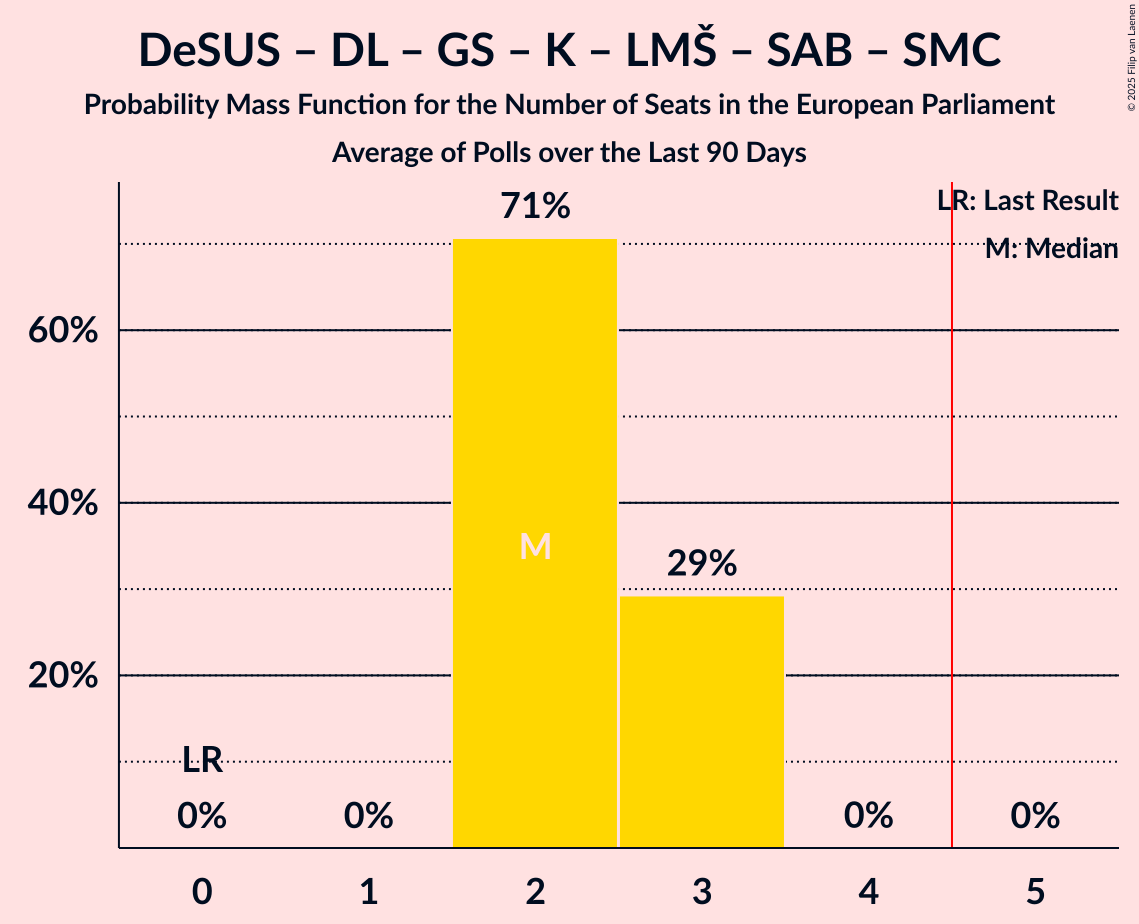 DeSUS – DL – GS – K – LMŠ – SAB – SMC
Probability Mass Function for the Number of Seats in the European Parliament
Average of Polls over the Last 90 Days
© 2025 Filip van Laenen
LR: Last Result
M: Median
71%
60%
40%
20%
M
29%
LR
0%
0%
0%
0%
0
1
2
3
4
5